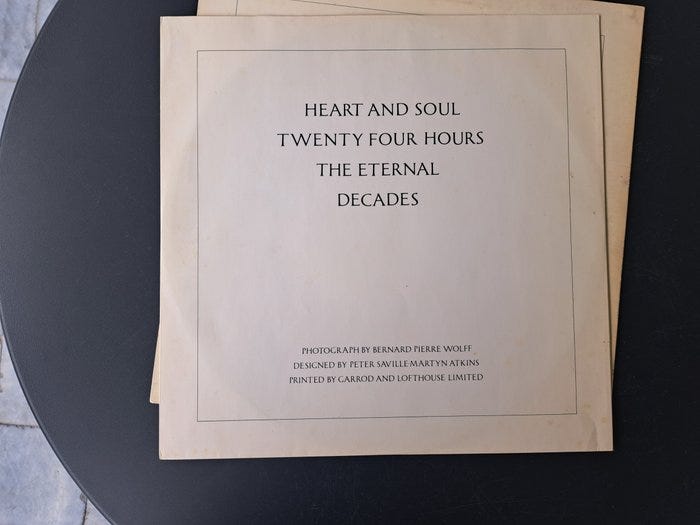 HEART AND SOUL
TWENTY FOUR HOURS
THE ETERNAL
DECADES
PHOTOGRAPH BY BERNARD PIERRE WOLFF
DESIGNED BY PETER SAVILLE·MARTYN ATKINS
PRINTED BY GARROD AND LOFTHOUSE LIMITED